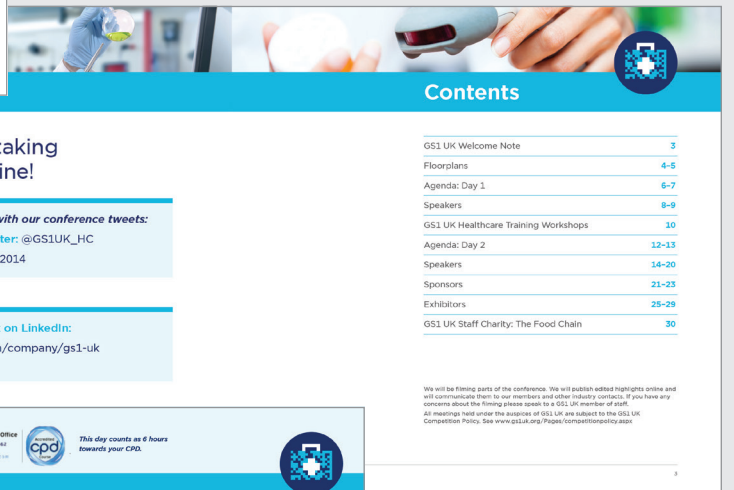 Contents
taking
ine!
with our conference tweets:
ter: @GS1UK_HC
2014
on LinkedIn:
/company/gs1-uk
GS1 UK Welcome Note 3
Floorplans 4–5
Agenda: Day 1 6–7
Speakers 8–9
GS1 UK Healthcare Training Workshops 10
Agenda: Day 2 12–13
Speakers 14–20
Sponsors 21–23
Exhibitors 25–29
GS1 UK Staff Charity: The Food Chain 30
We will be filming parts of the conference. We will publish edited highlights online and
will communicate them to our members and other industry contacts. If you have any
concerns about the filming please speak to a GS1 UK member of staff.
All meetings held under the auspices of GS1 UK are subject to the GS1 UK
Competition Policy. See www.gs1uk.org/Pages/competitionpolicy.aspx
Office
cpd
This day counts as 6 hours
towards your CPD.